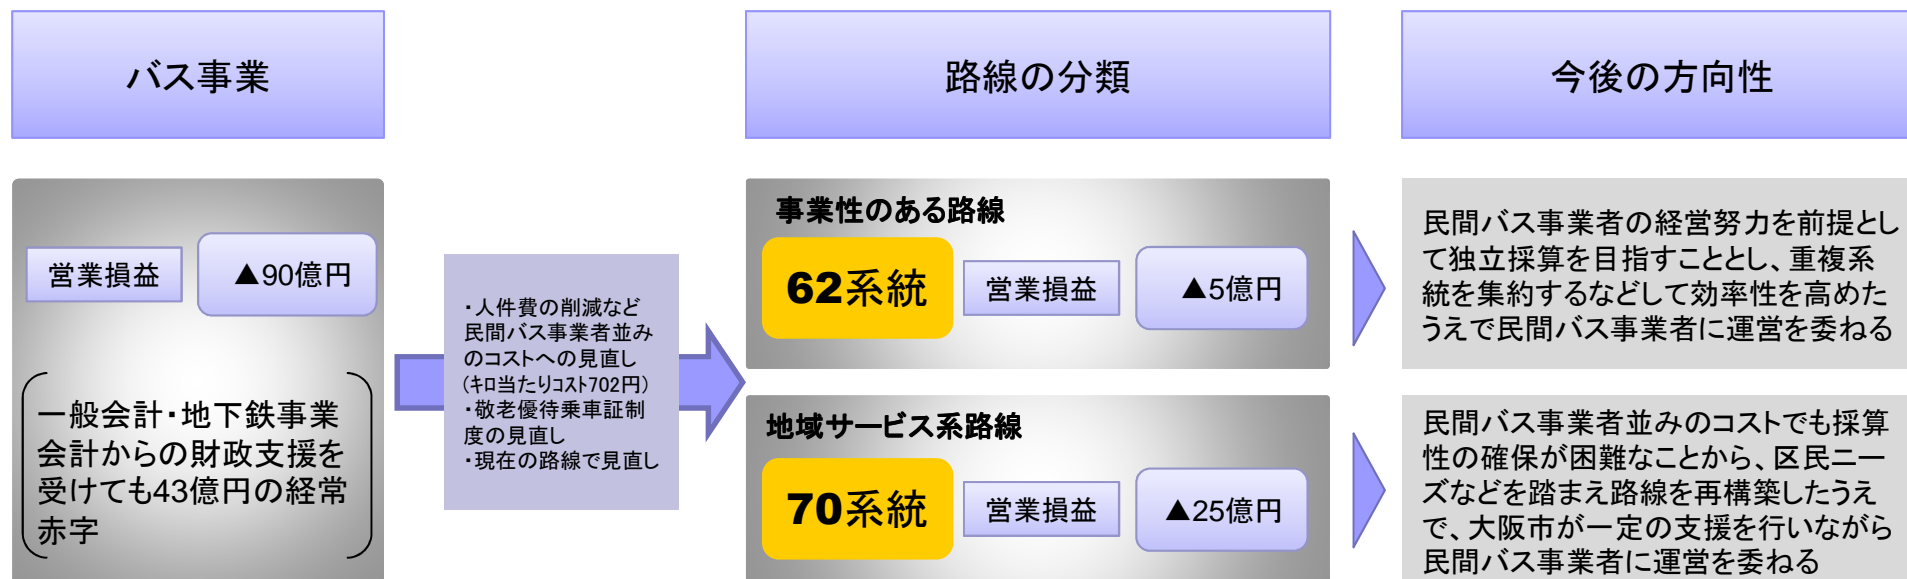 バス事業
路線の分類
今後の方向性
営業損益
▲90億円
一般会計・地下鉄事業
会計からの財政支援を
受けても43億円の経常
赤字
・人件費の削減など
民間バス事業者並み
のコストへの見直し
(キロ当たりコスト702円)
・敬老優待乗車証制
度の見直し
・現在の路線で見直し
事業性のある路線
62系統
営業損益
▲5億円
民間バス事業者の経営努力を前提とし
て独立採算を目指すこととし、重複系
統を集約するなどして効率性を高めた
うえで民間バス事業者に運営を委ねる
地域サービス系路線
70系統
営業損益
▲25億円
民間バス事業者並みのコストでも採算
性の確保が困難なことから、区民ニー
ズなどを踏まえ路線を再構築したうえ
で、大阪市が一定の支援を行いながら
民間バス事業者に運営を委ねる